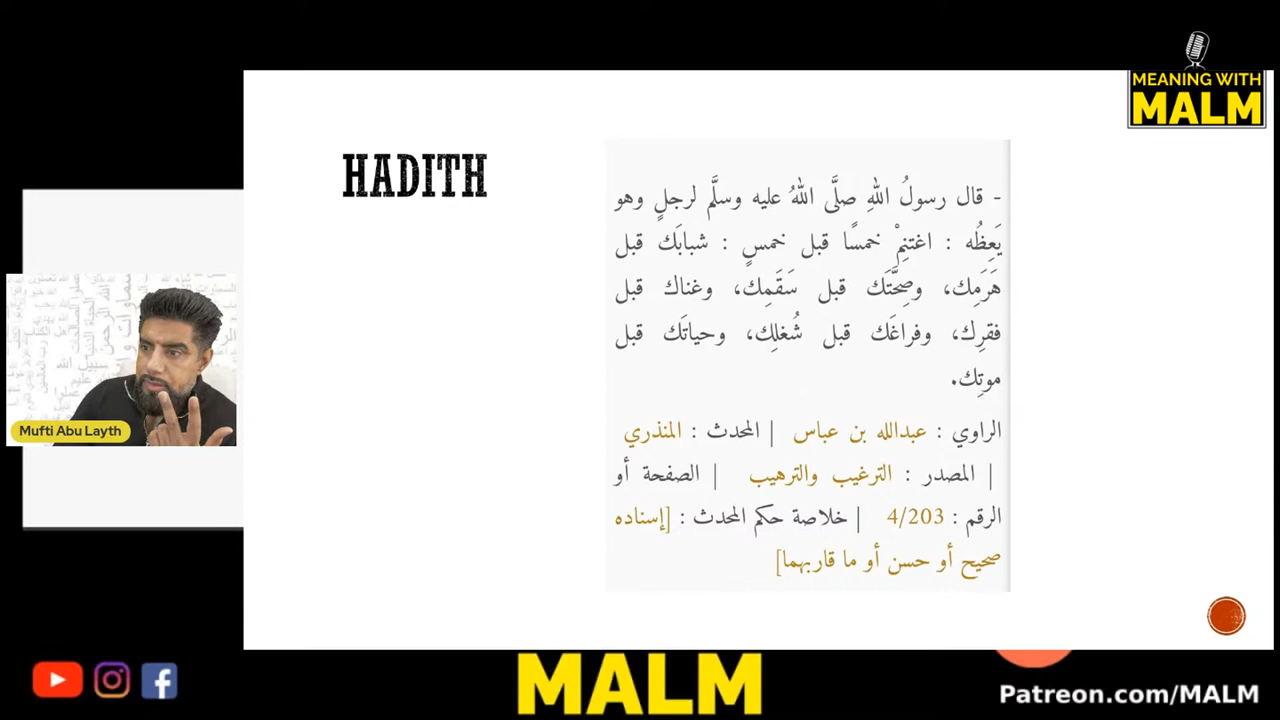 MEANING WITH
MALM
HADITH
- قال رسولُ اللهِ صلَّى اللهُ عليه وسلَّم لرجلٍ وهو
يَعِظُه : اغتنِمْ خمسًا قبل خمسٍ : شبابَك قبل
هَرَمِك، وصِحَّتَك قبل سَقَمِك، وغناك قبل
فقرِك، وفراغَك قبل شُغلِك، وحياتَك قبل
موتِك.
الراوي : عبدالله بن عباس | المحدث : المنذري
| المصدر : الترغيب والترهيب | الصفحة أو
الرقم : 4/203 | خلاصة حكم المحدث : [إسناده
صحيح أو حسن أو ما قاربهما]
Mufti Abu Layth
MALM
Patreon.com/MALM